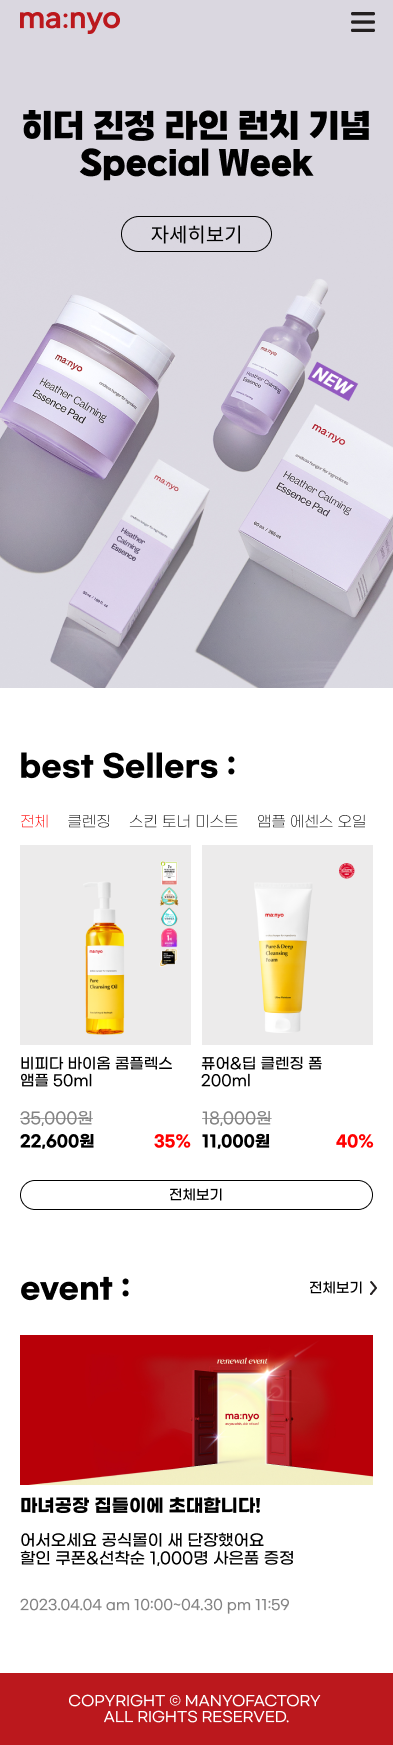 ma:nyo
히더 진정 라인 런치 기념
Special Week
자세히보기
ma:nyo
Heather Calming
Essence Pad
ma:nyo
Heather Calming
Essence
NEW
ma:nyo
Heather Calming
Essence Pad
ma:nyo
Heather
Calming
Essence
best Sellers :
전체 클렌징 스킨 토너 미스트 앰플 에센스 오일
ma:nyo
Pure
Cleansing Oil
ma:nyo
Pure & Deep
Cleansing
Foam
비피다 바이옴 콤플렉스
앰플 50ml
35,000원
22,600원 35%
퓨어&딥 클렌징 폼
200ml
18,000원
11,000원 40%
전체보기
event :
전체보기
re:newal event
ma:nyo
마녀공장 집들이에 초대합니다!
어서오세요 공식몰이 새 단장했어요
할인 쿠폰&선착순 1,000명 사은품 증정
2023.04.04 am 10:00~04.30 pm 11:59
COPYRIGHT © MANYOFACTORY
ALL RIGHTS RESERVED.